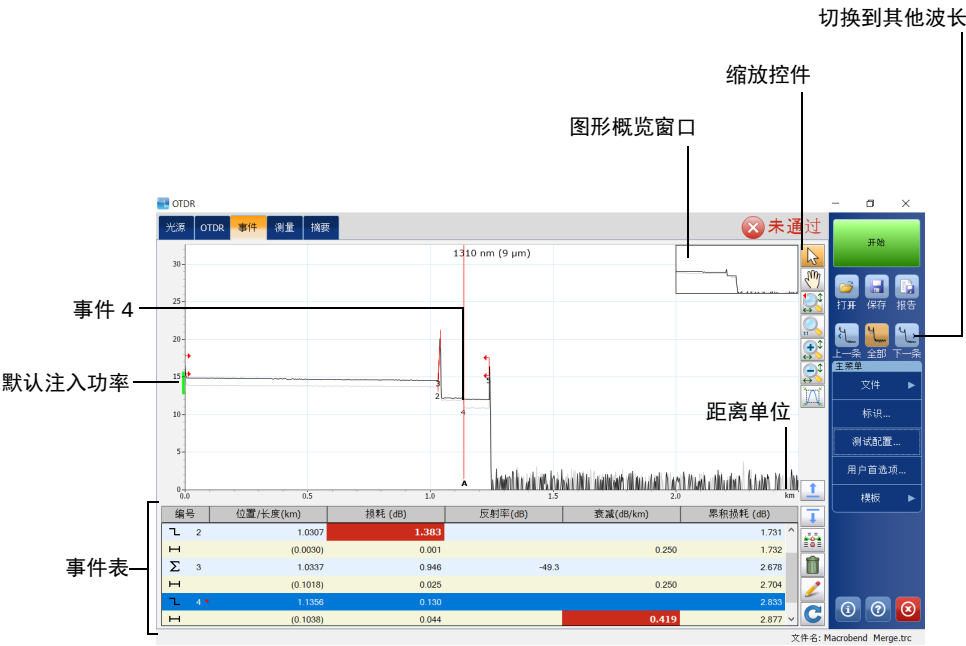 切换到其他波长
缩放控件
图形概览窗口
OTDR
光源 OTDR 事件 测量 摘要
未通过
开始
1310 nm (9 µm)
30
25
20
15
10
5
0
0.0 0.5 1.0 1.5 2.0 km
3
2
4
5
A
事件 4
默认注入功率
距离单位
事件表
打开 保存 报告
上一条 全部 下一条
主菜单
文件
标识...
测试配置...
用户首选项...
模板
编号 位置/长度(km) 损耗 (dB) 反射率(dB) 衰减(dB/km) 累积损耗 (dB)
2 1.0307 1.383 1.731
(0.0030) 0.001 0.250 1.732
Σ 3 1.0337 0.946 -49.3 2.678
(0.1018) 0.025 0.250 2.704
4 * 1.1356 0.130 2.833
(0.1038) 0.044 0.419 2.877
文件名: Macrobend Merge.trc